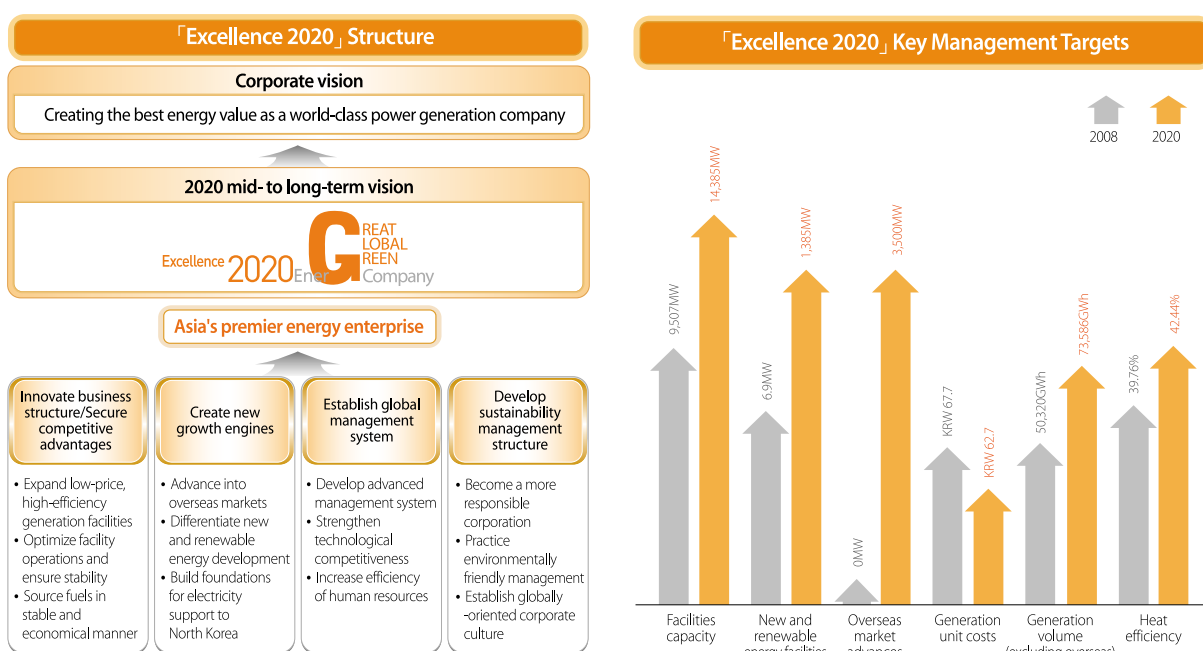 「Excellence 2020」 Structure
Corporate vision
Creating the best energy value as a world-class power generation company
2020 mid- to long-term vision
Excellence 2020 Ener G REAT
LOBAL
REEN
Company
Asia's premier energy enterprise
Innovate business
structure/Secure
competitive
advantages
• Expand low-price,
high-efficiency
generation facilities
• Optimize facility
operations and
ensure stability
• Source fuels in
stable and
economical manner
Create new
growth engines
• Advance into
overseas markets
• Differentiate new
and renewable
energy development
• Build foundations
for electricity
support to
North Korea
Establish global
management
system
• Develop advanced
management system
• Strengthen
technological
competitiveness
• Increase efficiency
of human resources
Develop
sustainability
management
structure
• Become a more
responsible
corporation
• Practice
environmentally
friendly management
• Establish globally
-oriented corporate
culture
「Excellence 2020」 Key Management Targets
2008
2020
9,507MW
14,385MW
6.9MW
1,385MW
0MW
3,500MW
KRW 67.7
KRW 62.7
50,320GWh
73,586GWh
39.76%
42.44%
Facilities
capacity
New and
renewable
energy facilities
Overseas
market
advances
Generation
unit costs
Generation
volume
(excluding overseas)
Heat
efficiency